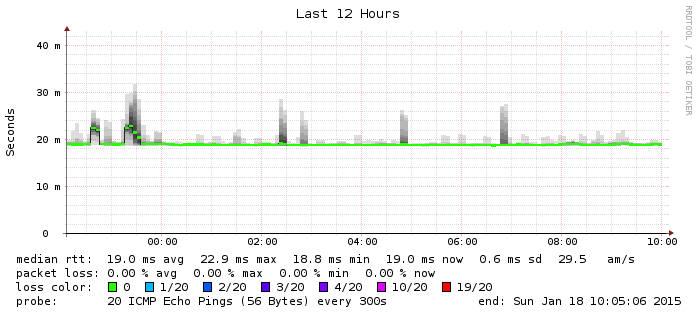 Last 12 Hours
RRDTOOL / TOBI OETIKER
Seconds
40 m
30 m
20 m
10 m
0
00:00 02:00 04:00 06:00 08:00 10:00
median rtt: 19.0 ms avg 22.9 ms max 18.8 ms min 19.0 ms now 0.6 ms sd 29.5 am/s
packet loss: 0.00 % avg 0.00 % max 0.00 % min 0.00 % now
loss color: 0 1/20 2/20 3/20 4/20 10/20 19/20
probe: 20 ICMP Echo Pings (56 Bytes) every 300s end: Sun Jan 18 10:05:06 2015